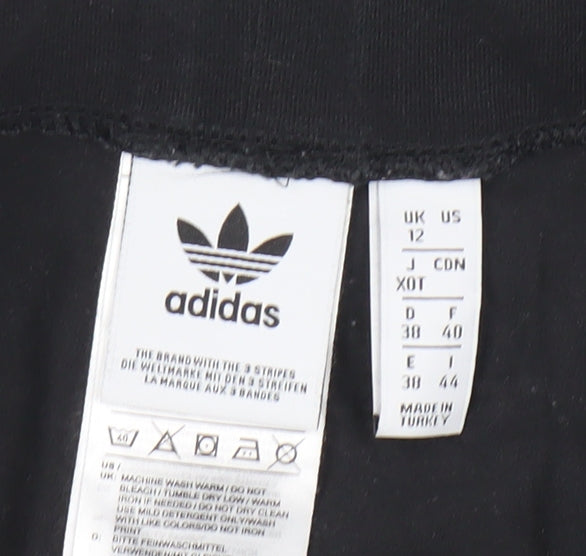 adidas
THE BRAND WITH THE 3 STRIPES
DIE WELTMARKE MIT DEN 3 STREIFEN
LA MARQUE AUX 3 BANDES
40
US /
UK: MACHINE WASH WARM / DO NOT
BLEACH / TUMBLE DRY LOW / WARM
IRON IF NEEDED / DO NOT DRY CLEAN
USE MILD DETERGENT ONLY/WASH
WITH LIKE COLORS/DO NOT IRON
PRINT
D: BITTE FEINWASCHMITTEL
VERWENDEN/MIT
UK US
12
J CDN
XOT
D F
38 40
E I
38 44
MADE IN
TURKEY